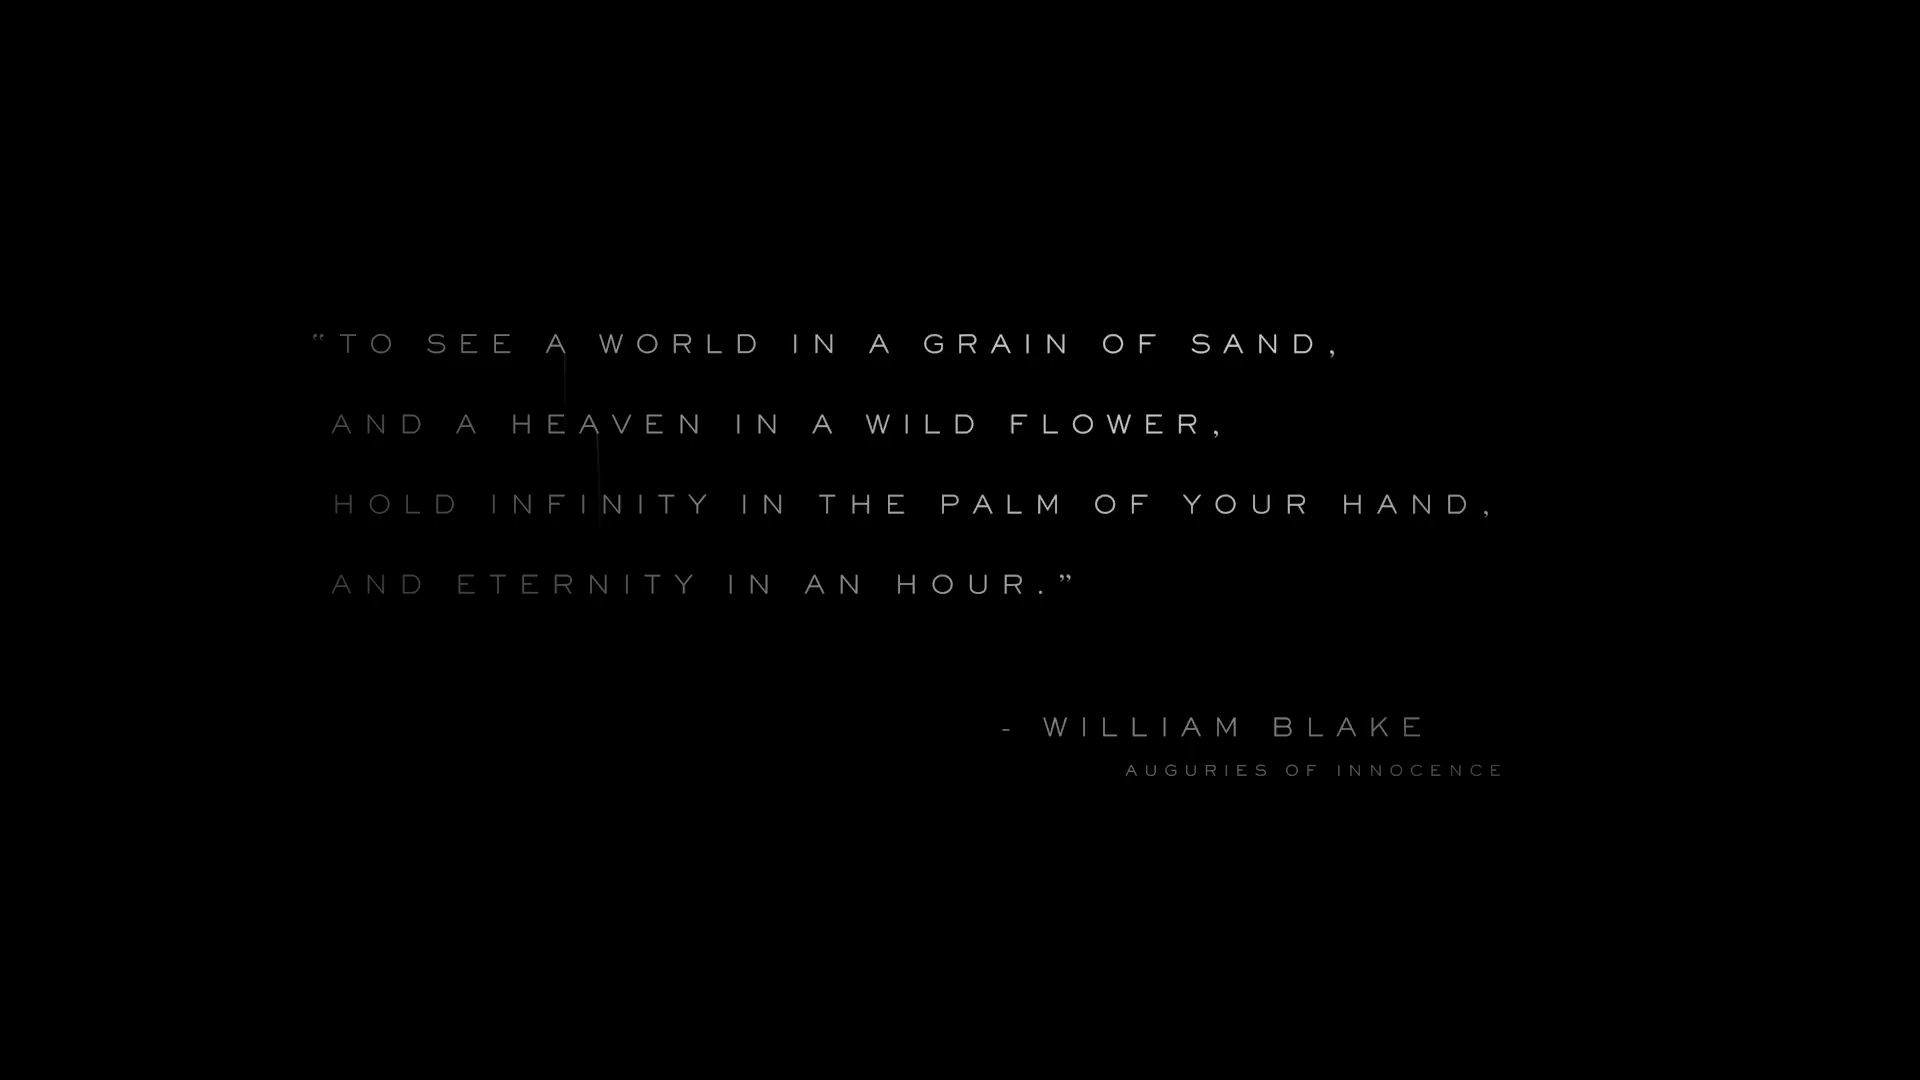 “TO SEE A WORLD IN A GRAIN OF SAND,
AND A HEAVEN IN A WILD FLOWER,
HOLD INFINITY IN THE PALM OF YOUR HAND,
AND ETERNITY IN AN HOUR.”
- WILLIAM BLAKE
AUGURIES OF INNOCENCE